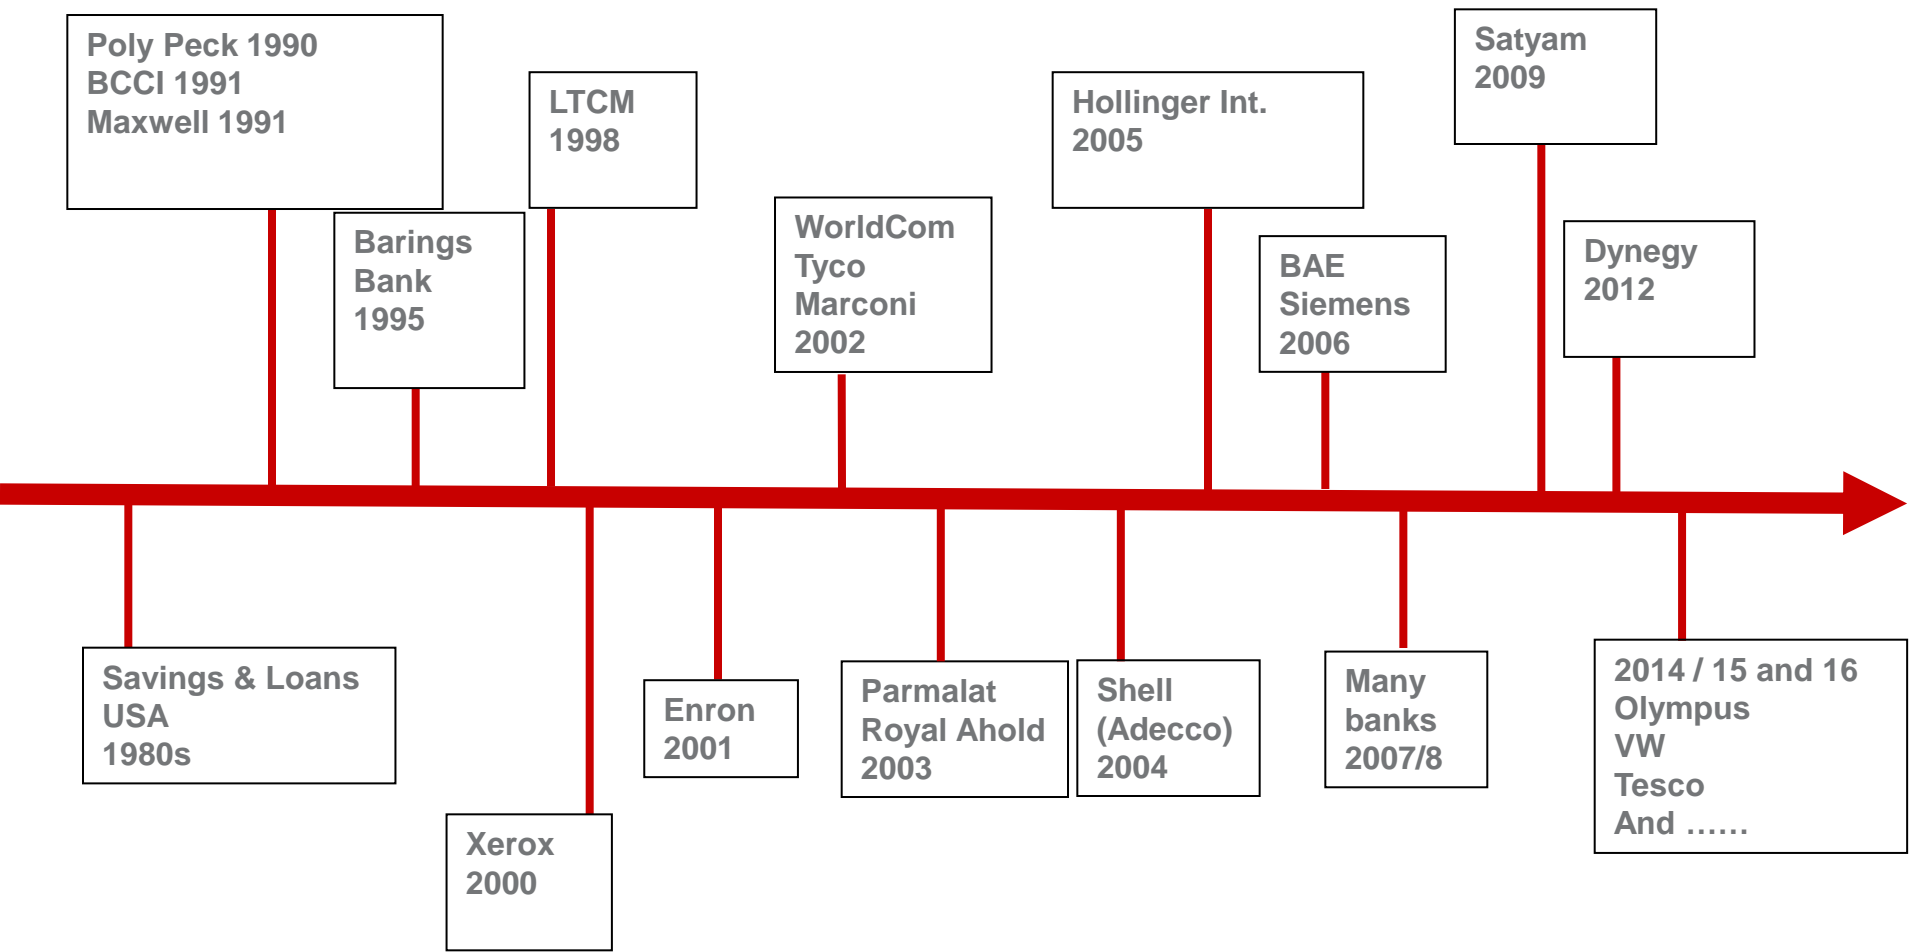 Poly Peck 1990
BCCI 1991
Maxwell 1991
Barings
Bank
1995
LTCM
1998
WorldCom
Tyco
Marconi
2002
Hollinger Int.
2005
BAE
Siemens
2006
Satyam
2009
Dynegy
2012
Savings & Loans
USA
1980s
Xerox
2000
Enron
2001
Parmalat
Royal Ahold
2003
Shell
(Adecco)
2004
Many
banks
2007/8
2014 / 15 and 16
Olympus
VW
Tesco
And ……